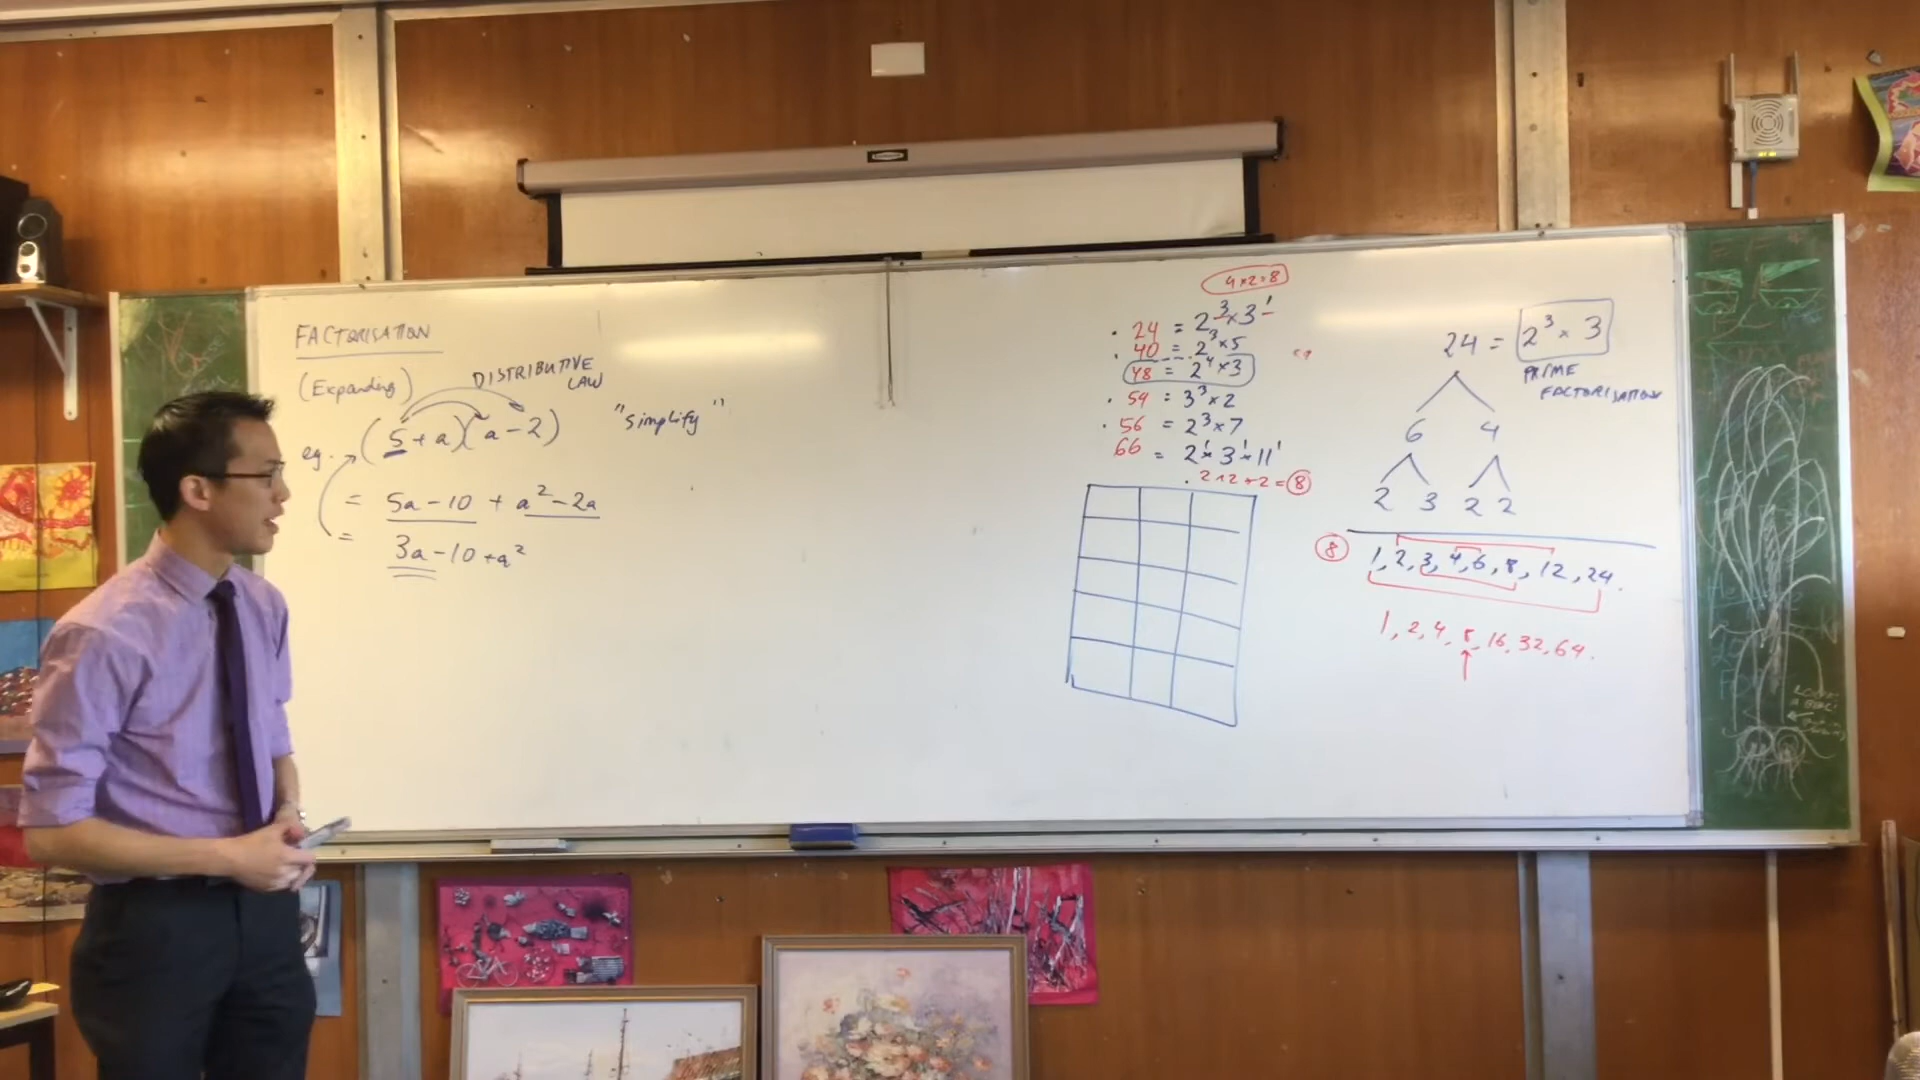 FACTORISATION
(Expanding)
DISTRIBUTIVE
LAW
eg. (5+a)(a-2)
"simplify"
= 5a-10 + a²-2a
= 3a-10+a²
4×2=8
24 = 2³×3¹
40 = 2³×5
48 = 2⁴×3
54 = 3³×2
56 = 2³×7
66 = 2¹×3¹×11¹
2×2×2=8
24 = 2³ × 3
PRIME
FACTORISATION
6 4
2 3 2 2
8 1, 2, 3, 4, 6, 8, 12, 24.
1, 2, 4, 8, 16, 32, 64.